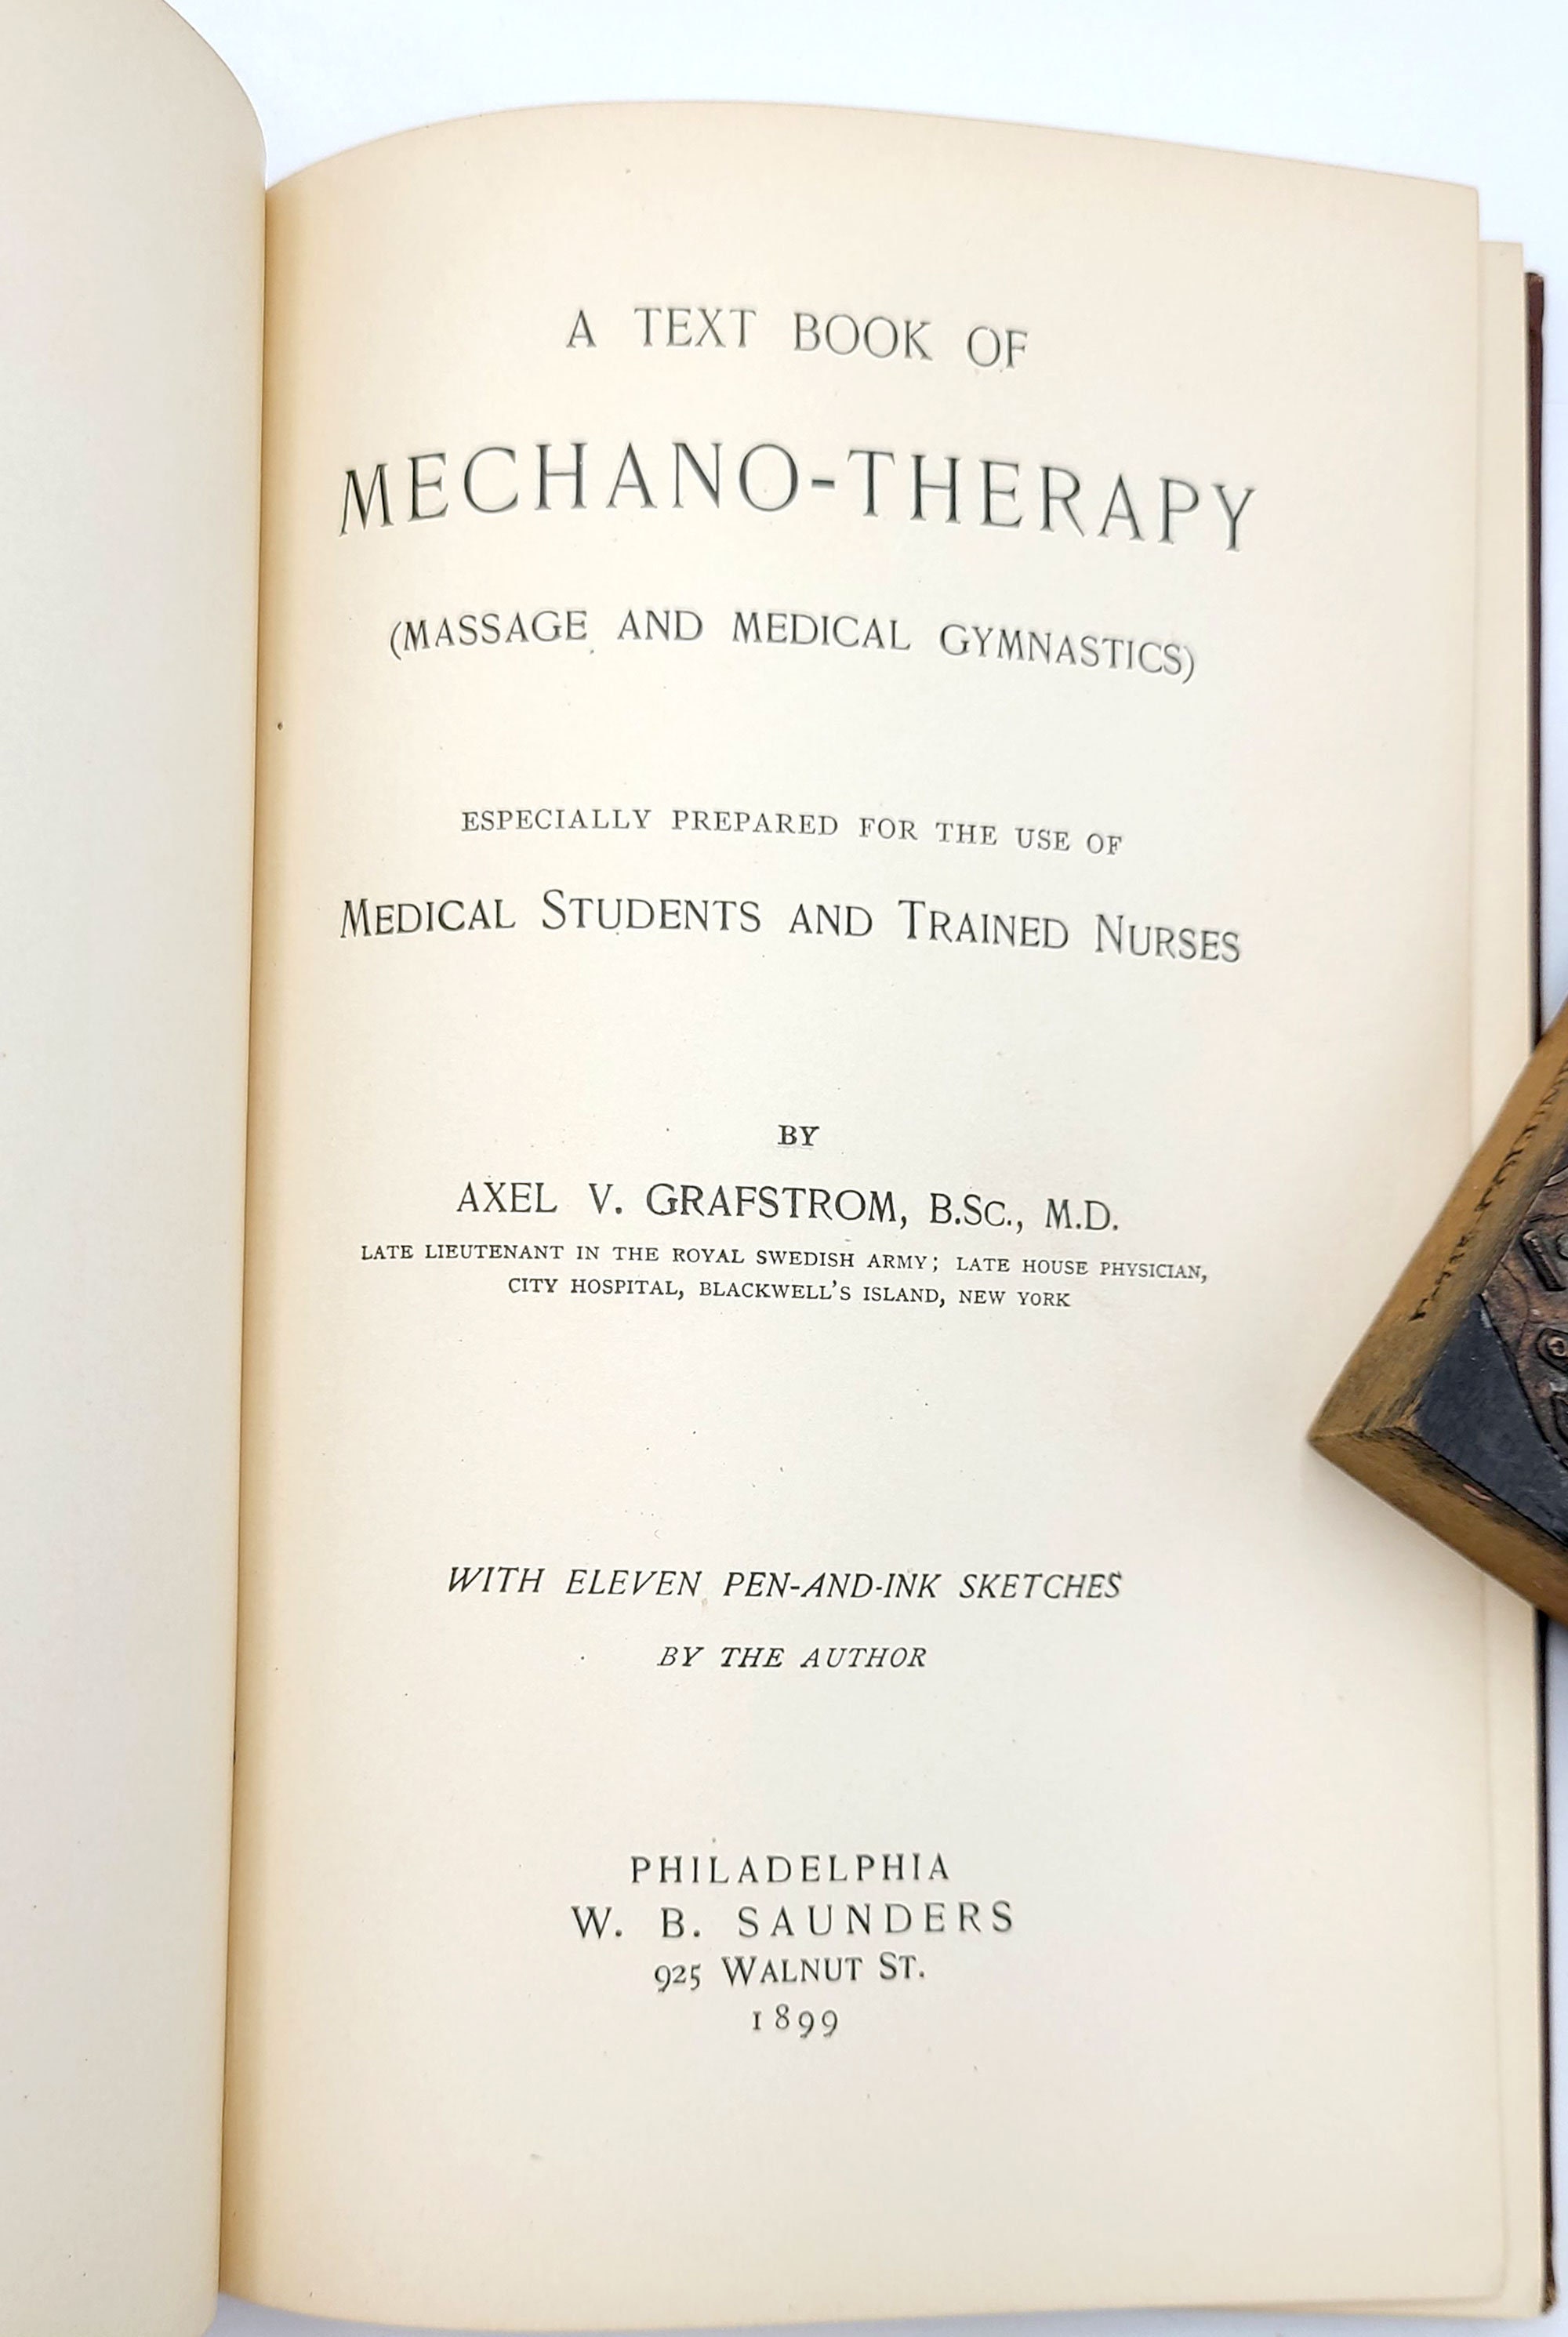 A TEXT BOOK OF
MECHANO-THERAPY
(MASSAGE AND MEDICAL GYMNASTICS)
ESPECIALLY PREPARED FOR THE USE OF
MEDICAL STUDENTS AND TRAINED NURSES
BY
AXEL V. GRAFSTROM, B.SC., M.D.
LATE LIEUTENANT IN THE ROYAL SWEDISH ARMY; LATE HOUSE PHYSICIAN,
CITY HOSPITAL, BLACKWELL'S ISLAND, NEW YORK
WITH ELEVEN PEN-AND-INK SKETCHES
BY THE AUTHOR
PHILADELPHIA
W. B. SAUNDERS
925 WALNUT ST.
1899